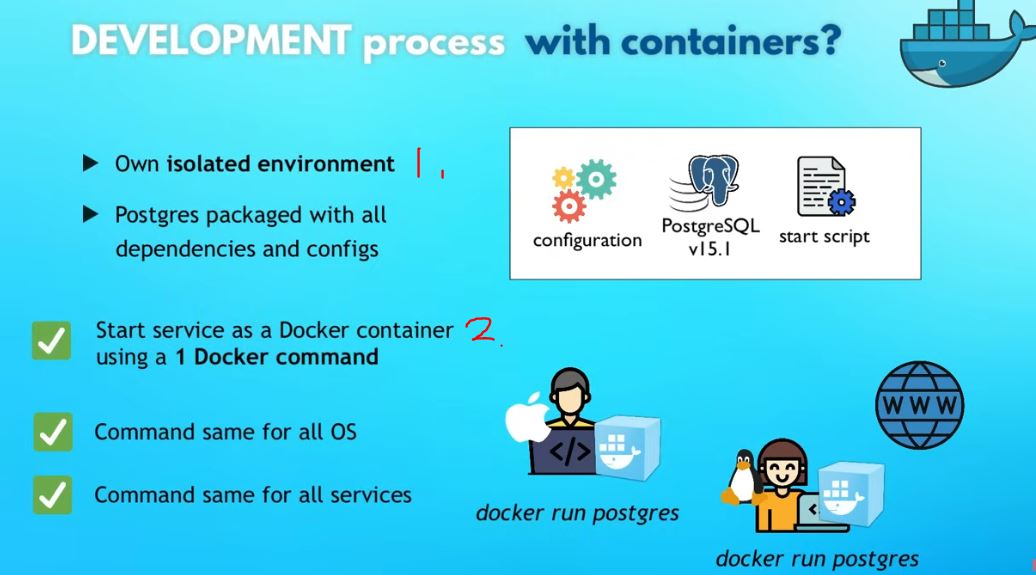 DEVELOPMENT process with containers?
▶ Own isolated environment 1.
▶ Postgres packaged with all
dependencies and configs
configuration
PostgreSQL
v15.1
start script
Start service as a Docker container 2.
using a 1 Docker command
Command same for all OS
Command same for all services
</>
docker run postgres
WWW
<
docker run postgres